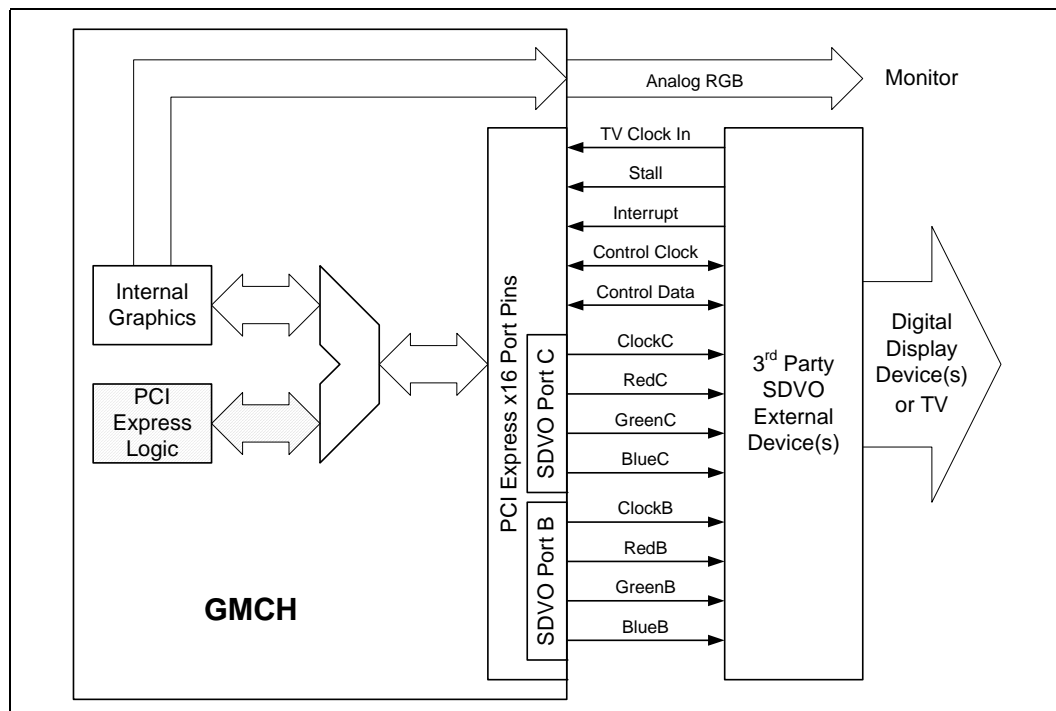 Analog RGB
Monitor
TV Clock In
Stall
Interrupt
Control Clock
Control Data
Internal
Graphics
PCI
Express
Logic
PCI Express x16 Port Pins
SDVO Port C
SDVO Port B
ClockC
RedC
GreenC
BlueC
ClockB
RedB
GreenB
BlueB
3rd Party
SDVO
External
Device(s)
Digital
Display
Device(s)
or TV
GMCH